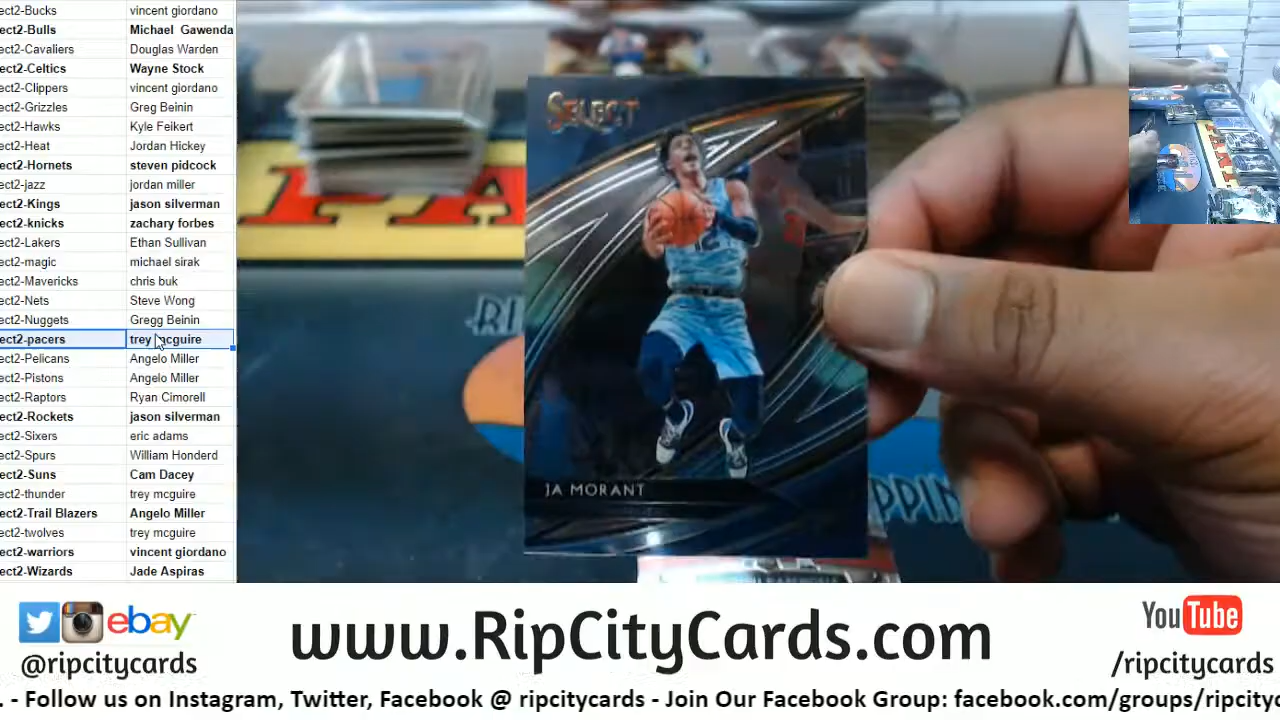 ect2-Bucks vincent giordano
ect2-Bulls Michael Gawenda
ect2-Cavaliers Douglas Warden
ect2-Celtics Wayne Stock
ect2-Clippers vincent giordano
ect2-Grizzles Greg Beinin
ect2-Hawks Kyle Feikert
ect2-Heat Jordan Hickey
ect2-Hornets steven pidcock
ect2-jazz jordan miller
ect2-Kings jason silverman
ect2-knicks zachary forbes
ect2-Lakers Ethan Sullivan
ect2-magic michael sirak
ect2-Mavericks chris buk
ect2-Nets Steve Wong
ect2-Nuggets Gregg Beinin
ect2-pacers trey mcguire
ect2-Pelicans Angelo Miller
ect2-Pistons Angelo Miller
ect2-Raptors Ryan Cimorell
ect2-Rockets jason silverman
ect2-Sixers eric adams
ect2-Spurs William Honderd
ect2-Suns Cam Dacey
ect2-thunder trey mcguire
ect2-Trail Blazers Angelo Miller
ect2-twolves trey mcguire
ect2-warriors vincent giordano
ect2-Wizards Jade Aspiras
SELECT
12
JA MORANT
ebay
@ripcitycards
www.RipCityCards.com
YouTube
/ripcitycards
. - Follow us on Instagram, Twitter, Facebook @ ripcitycards - Join Our Facebook Group: facebook.com/groups/ripcityc